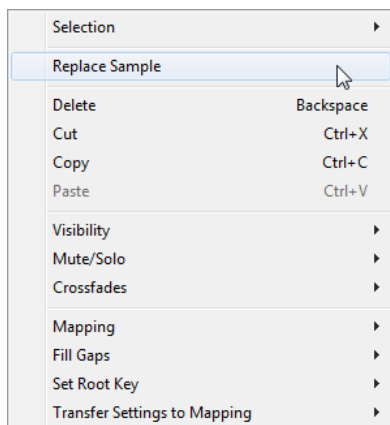 Selection
Replace Sample
Delete Backspace
Cut Ctrl+X
Copy Ctrl+C
Paste Ctrl+V
Visibility
Mute/Solo
Crossfades
Mapping
Fill Gaps
Set Root Key
Transfer Settings to Mapping